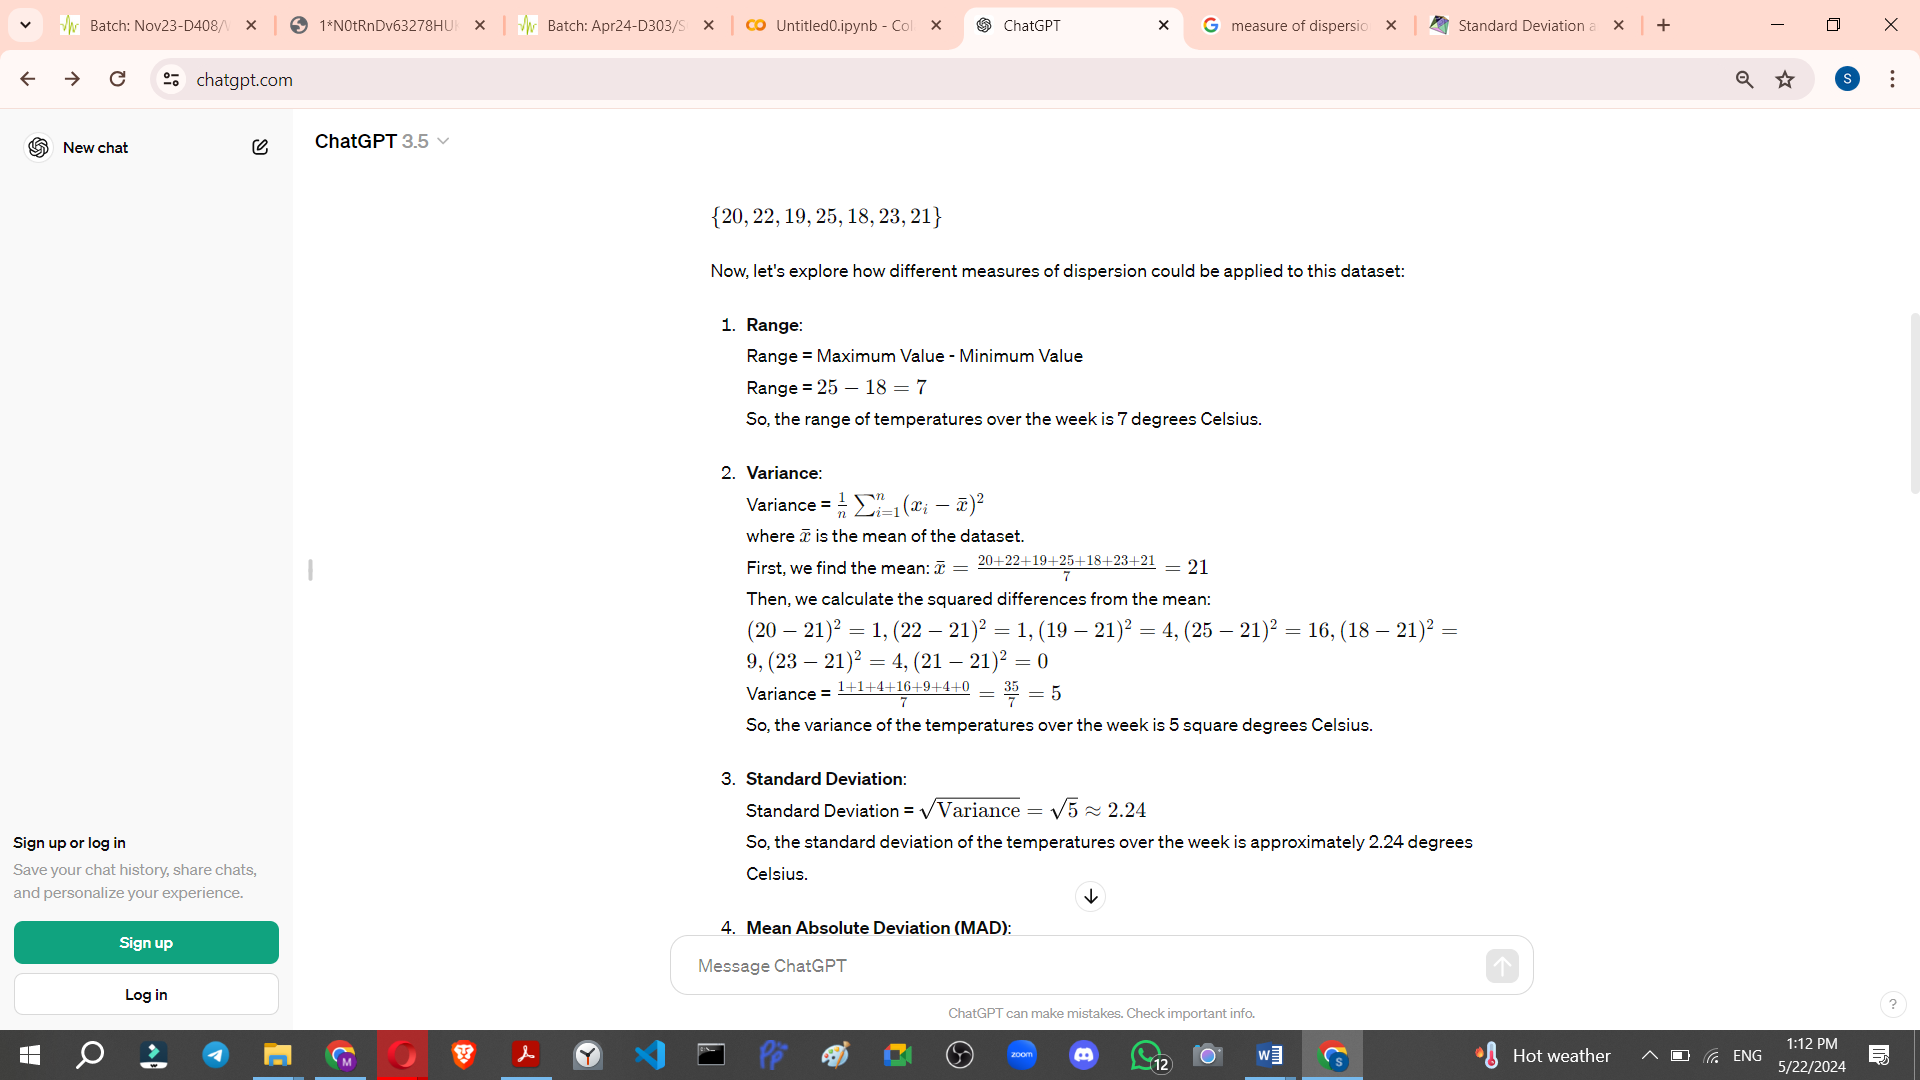 Batch: Nov23-D408/
1*N0tRnDv63278HU
Batch: Apr24-D303/S
Untitled0.ipynb - Col
ChatGPT
measure of dispersio
Standard Deviation a
chatgpt.com
S
New chat
ChatGPT 3.5
{20, 22, 19, 25, 18, 23, 21}
Now, let's explore how different measures of dispersion could be applied to this dataset:
1. Range:
Range = Maximum Value - Minimum Value
Range = 25 − 18 = 7
So, the range of temperatures over the week is 7 degrees Celsius.
2. Variance:
Variance = 1/n ∑ⁿᵢ₌₁ (xᵢ − x̄)²
where x̄ is the mean of the dataset.
First, we find the mean: x̄ = 20+22+19+25+18+23+21/7 = 21
Then, we calculate the squared differences from the mean:
(20 − 21)² = 1, (22 − 21)² = 1, (19 − 21)² = 4, (25 − 21)² = 16, (18 − 21)² =
9, (23 − 21)² = 4, (21 − 21)² = 0
Variance = 1+1+4+16+9+4+0/7 = 35/7 = 5
So, the variance of the temperatures over the week is 5 square degrees Celsius.
3. Standard Deviation:
Standard Deviation = √Variance = √5 ≈ 2.24
So, the standard deviation of the temperatures over the week is approximately 2.24 degrees
Celsius.
4. Mean Absolute Deviation (MAD):
Sign up or log in
Save your chat history, share chats,
and personalize your experience.
Sign up
Log in
Message ChatGPT
ChatGPT can make mistakes. Check important info.
?
M
zoom
12
S
Hot weather
ENG
1:12 PM
5/22/2024